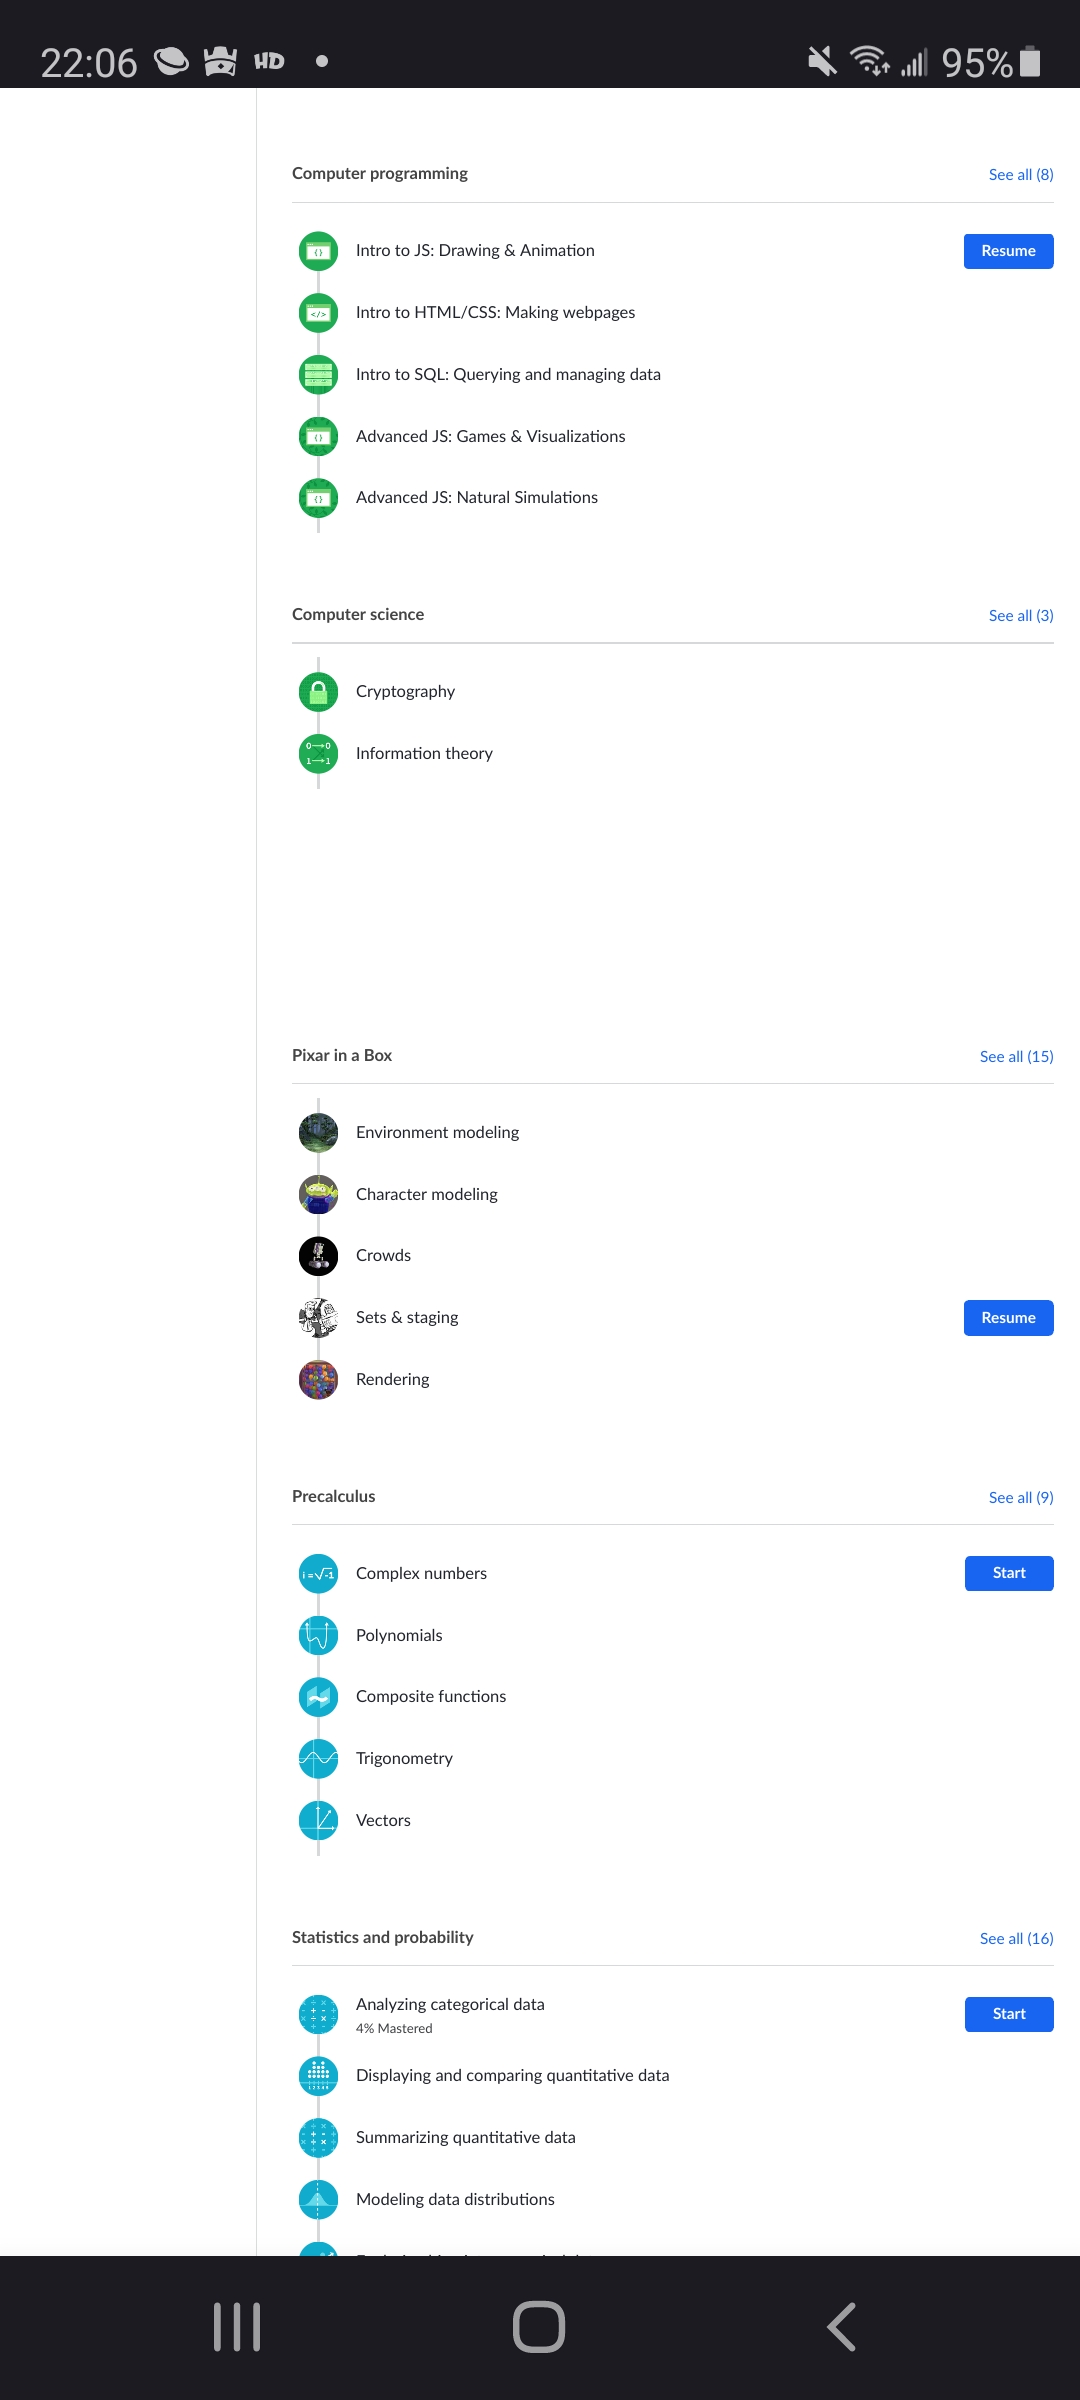 22:06 HD 95%
Computer programming See all (8)
Intro to JS: Drawing & Animation Resume
Intro to HTML/CSS: Making webpages
Intro to SQL: Querying and managing data
Advanced JS: Games & Visualizations
Advanced JS: Natural Simulations
Computer science See all (3)
Cryptography
Information theory
Pixar in a Box See all (15)
Environment modeling
Character modeling
Crowds
Sets & staging Resume
Rendering
Precalculus See all (9)
i=√-1 Complex numbers Start
Polynomials
Composite functions
Trigonometry
Vectors
Statistics and probability See all (16)
Analyzing categorical data Start
4% Mastered
Displaying and comparing quantitative data
Summarizing quantitative data
Modeling data distributions